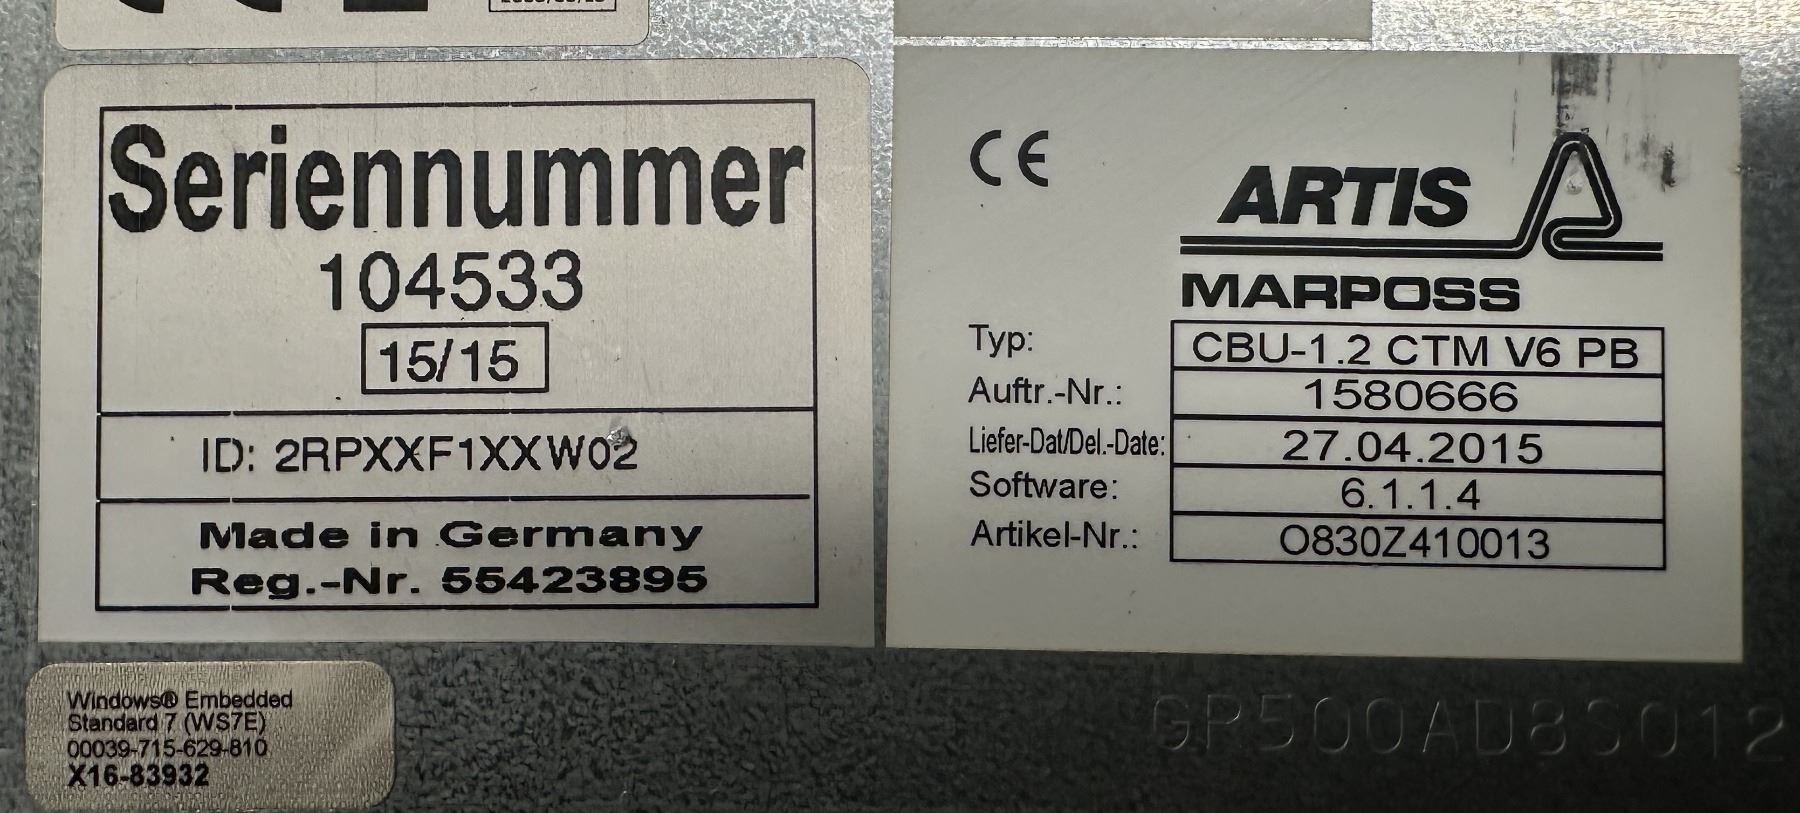 CE
Seriennummer
104533
15/15
ID: 2RPXXF1XXW02
Made in Germany
Reg.-Nr. 55423895
CE
ARTIS
MARPOSS
Typ: CBU-1.2 CTM V6 PB
Auftr.-Nr.: 1580666
Liefer-Dat/Del.-Date: 27.04.2015
Software: 6.1.1.4
Artikel-Nr.: O830Z410013
Windows® Embedded
Standard 7 (WS7E)
00039-715-629-810
X16-83932
GP500AD8S012